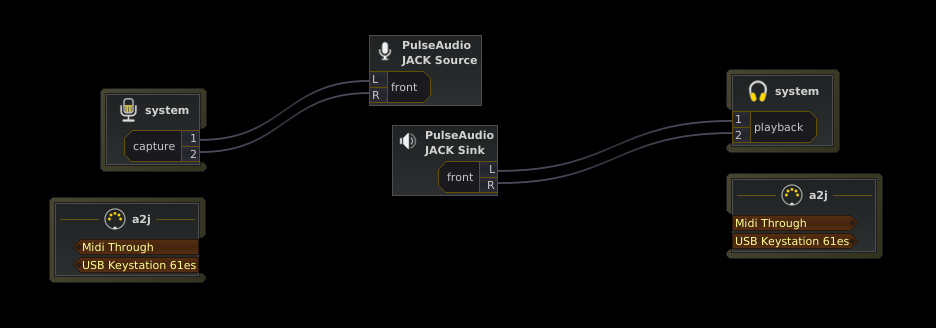 system
capture
1
2
a2j
Midi Through
USB Keystation 61es
PulseAudio
JACK Source
L
R
front
PulseAudio
JACK Sink
front
L
R
system
1
2
playback
a2j
Midi Through
USB Keystation 61es